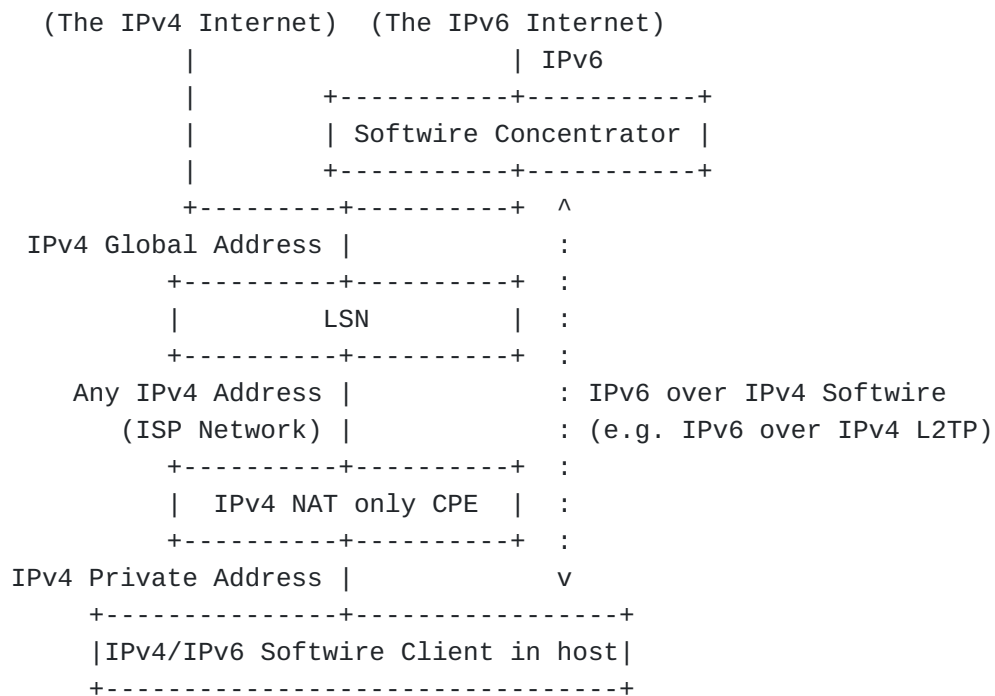 (The IPv4 Internet)  (The IPv6 Internet)
            |                    | IPv6
            |        +-----------+-----------+
            |        | Softwire Concentrator |
            |        +-----------+-----------+
            +---------+----------+  ^
  IPv4 Global Address |             :
           +----------+----------+  :
           |         LSN         |  :
           +----------+----------+  :
     Any IPv4 Address |             : IPv6 over IPv4 Softwire
        (ISP Network) |             : (e.g. IPv6 over IPv4 L2TP)
           +----------+----------+  :
           |  IPv4 NAT only CPE  |  :
           +----------+----------+  :
 IPv4 Private Address |             v
      +---------------+-----------------+
      |IPv4/IPv6 Softwire Client in host|
      +---------------------------------+